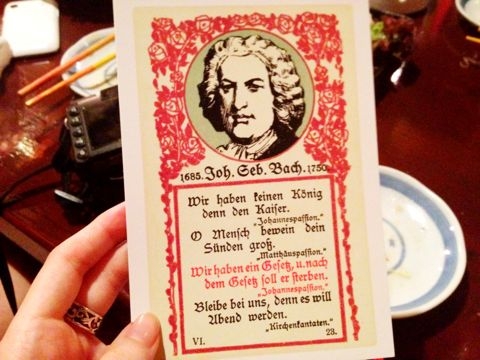 1685. Joh. Seb. Bach. 1750
Wir haben keinen König
denn den Kaiser.
„Johannespassion."
O Mensch bewein dein
Sünden groß.
„Matthäuspassion."
Wir haben ein Gesetz, u. nach
dem Gesetz soll er sterben.
„Johannespassion."
Bleibe bei uns, denn es will
Abend werden.
„Kirchenkantaten."
VI. 23.